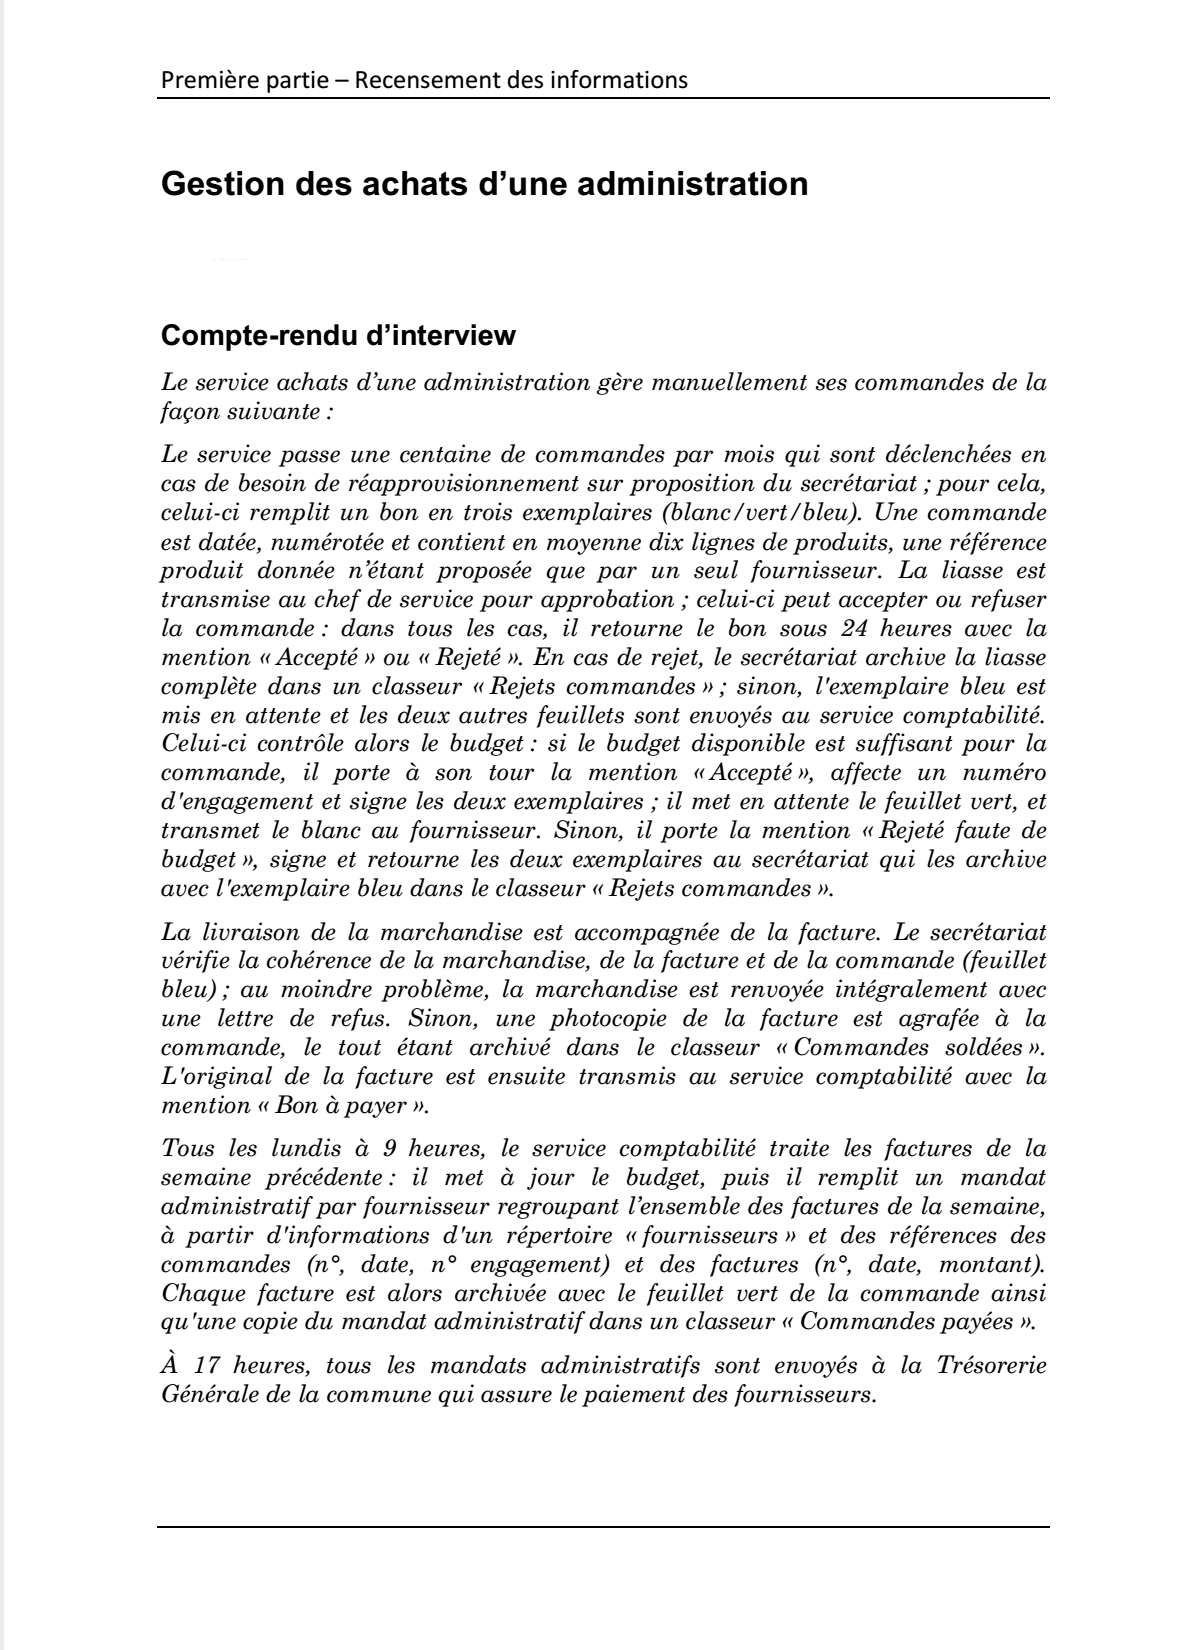 Première partie – Recensement des informations
Gestion des achats d’une administration
Compte-rendu d’interview
Le service achats d’une administration gère manuellement ses commandes de la
façon suivante :
Le service passe une centaine de commandes par mois qui sont déclenchées en
cas de besoin de réapprovisionnement sur proposition du secrétariat ; pour cela,
celui-ci remplit un bon en trois exemplaires (blanc/vert/bleu). Une commande
est datée, numérotée et contient en moyenne dix lignes de produits, une référence
produit donnée n’étant proposée que par un seul fournisseur. La liasse est
transmise au chef de service pour approbation ; celui-ci peut accepter ou refuser
la commande : dans tous les cas, il retourne le bon sous 24 heures avec la
mention « Accepté » ou « Rejeté ». En cas de rejet, le secrétariat archive la liasse
complète dans un classeur « Rejets commandes » ; sinon, l'exemplaire bleu est
mis en attente et les deux autres feuillets sont envoyés au service comptabilité.
Celui-ci contrôle alors le budget : si le budget disponible est suffisant pour la
commande, il porte à son tour la mention « Accepté », affecte un numéro
d'engagement et signe les deux exemplaires ; il met en attente le feuillet vert, et
transmet le blanc au fournisseur. Sinon, il porte la mention « Rejeté faute de
budget », signe et retourne les deux exemplaires au secrétariat qui les archive
avec l'exemplaire bleu dans le classeur « Rejets commandes ».
La livraison de la marchandise est accompagnée de la facture. Le secrétariat
vérifie la cohérence de la marchandise, de la facture et de la commande (feuillet
bleu) ; au moindre problème, la marchandise est renvoyée intégralement avec
une lettre de refus. Sinon, une photocopie de la facture est agrafée à la
commande, le tout étant archivé dans le classeur « Commandes soldées ».
L'original de la facture est ensuite transmis au service comptabilité avec la
mention « Bon à payer ».
Tous les lundis à 9 heures, le service comptabilité traite les factures de la
semaine précédente : il met à jour le budget, puis il remplit un mandat
administratif par fournisseur regroupant l’ensemble des factures de la semaine,
à partir d'informations d'un répertoire « fournisseurs » et des références des
commandes (n°, date, n° engagement) et des factures (n°, date, montant).
Chaque facture est alors archivée avec le feuillet vert de la commande ainsi
qu'une copie du mandat administratif dans un classeur « Commandes payées ».
À 17 heures, tous les mandats administratifs sont envoyés à la Trésorerie
Générale de la commune qui assure le paiement des fournisseurs.